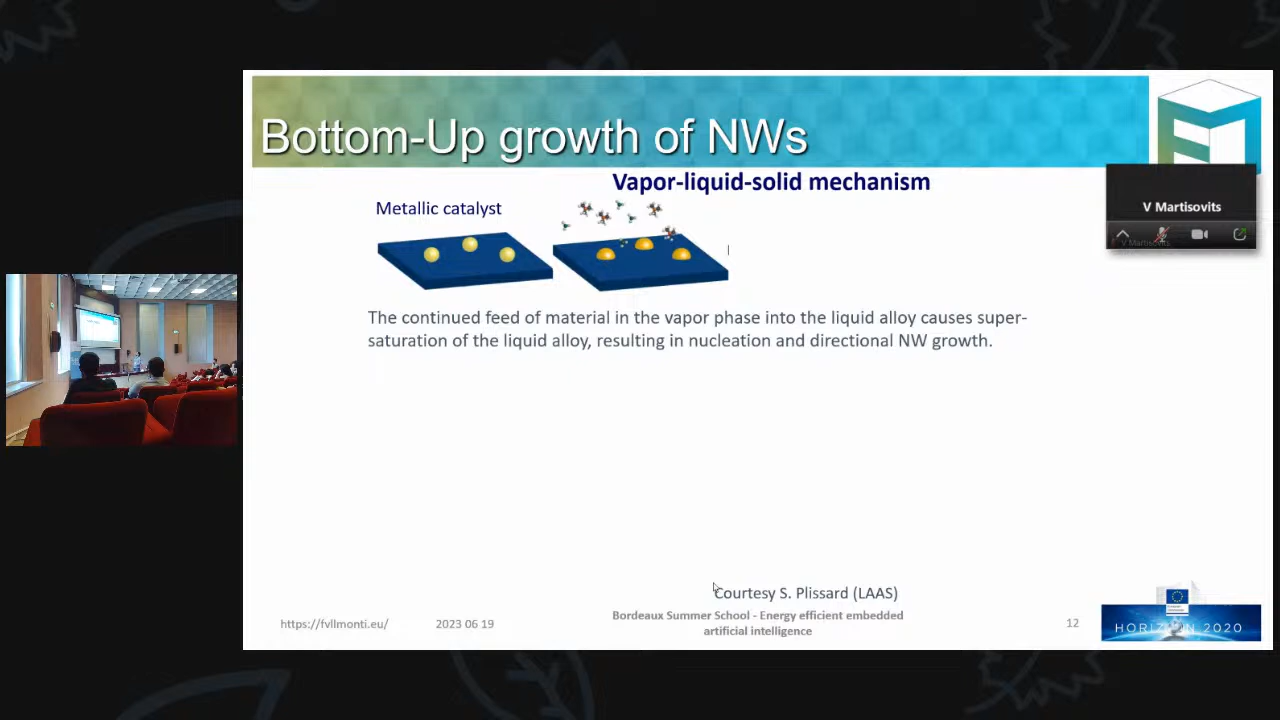 Bottom-Up growth of NWs
Vapor-liquid-solid mechanism
Metallic catalyst
V Martisovits
V Martisovits
The continued feed of material in the vapor phase into the liquid alloy causes super-
saturation of the liquid alloy, resulting in nucleation and directional NW growth.
Courtesy S. Plissard (LAAS)
https://fvllmonti.eu/
2023 06 19
Bordeaux Summer School - Energy efficient embedded
artificial intelligence
12
HORIZON 2020